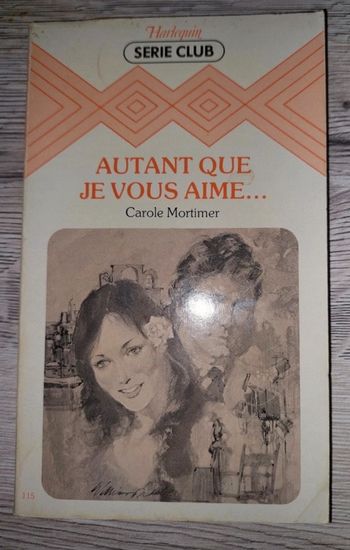 Harlequin
SERIE CLUB
AUTANT QUE
JE VOUS AIME...
Carole Mortimer
115